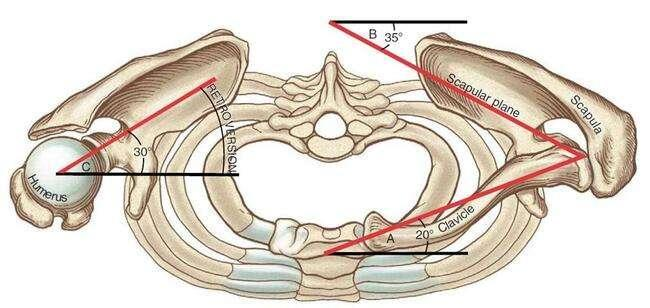 B
35°
Scapular plane
Scapula
RETROVERSION
C
30°
Humerus
A
20°
Clavicle